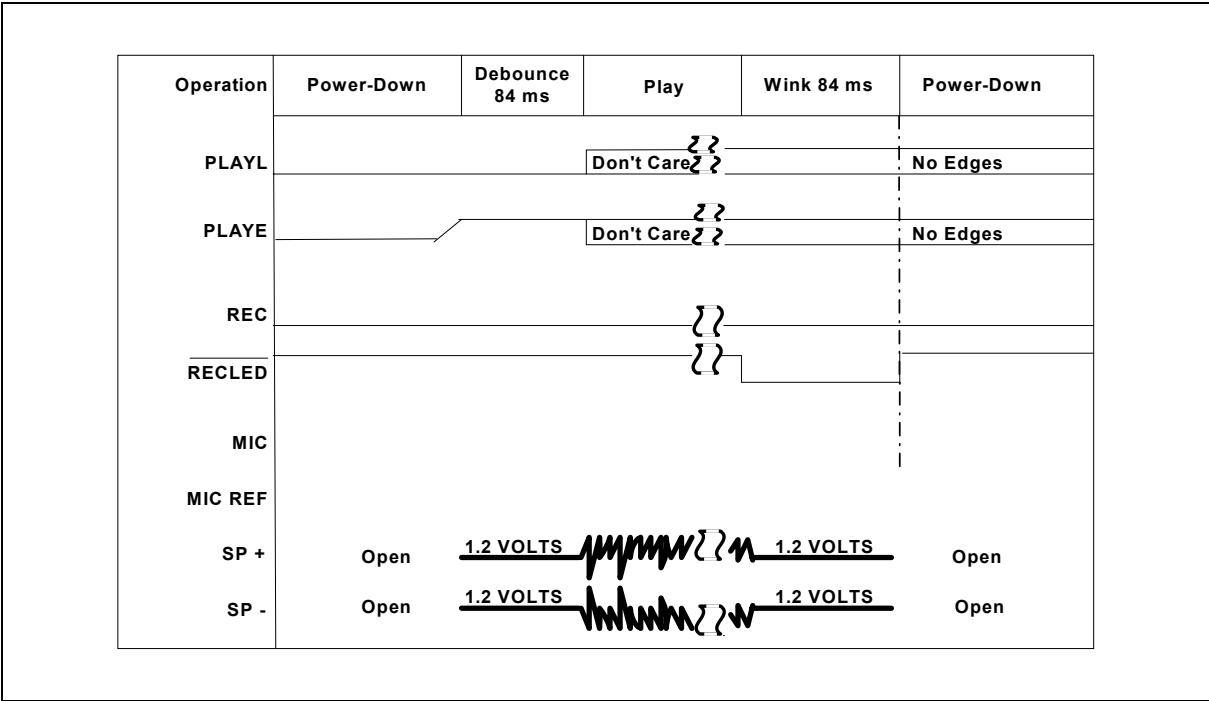 Operation Power-Down Debounce 84 ms Play Wink 84 ms Power-Down
PLAYL Don't Care No Edges
PLAYE Don't Care No Edges
REC
RECLED
MIC
MIC REF
SP + Open 1.2 VOLTS 1.2 VOLTS Open
SP - Open 1.2 VOLTS 1.2 VOLTS Open